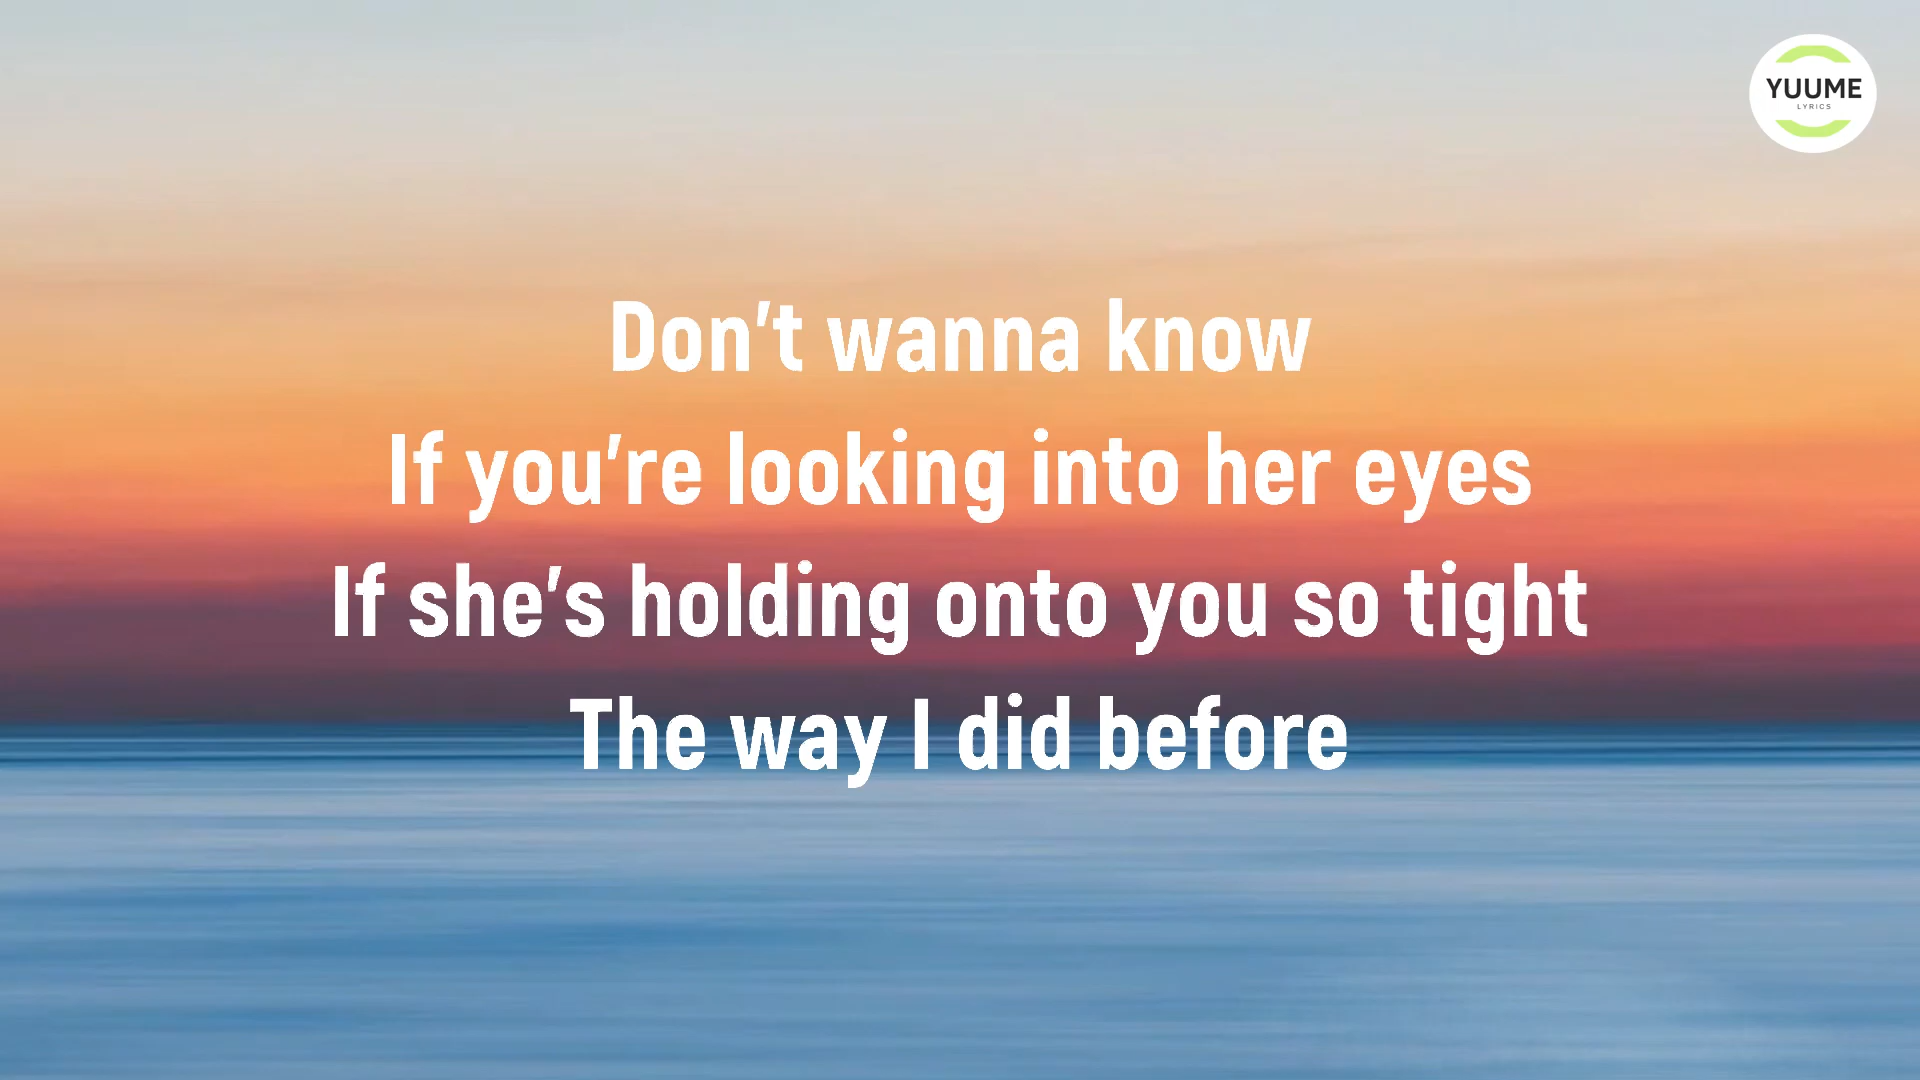 YUUME
LYRICS
Don't wanna know
If you're looking into her eyes
If she's holding onto you so tight
The way I did before